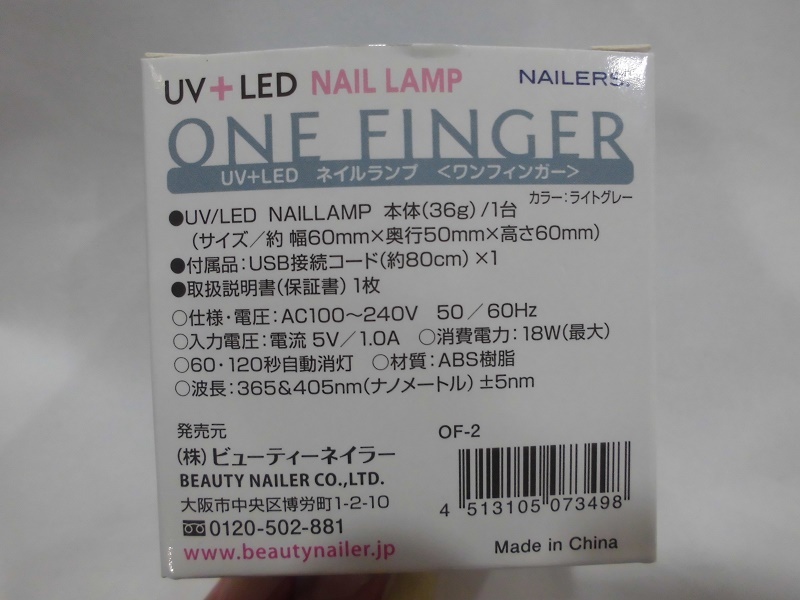 UV+LED NAIL LAMP NAILERS.
ONE FINGER
UV+LED ネイルランプ <ワンフィンガー>
カラー:ライトグレー
●UV/LED NAILLAMP 本体(36g)/1台
(サイズ/約 幅60mm×奥行50mm×高さ60mm)
●付属品:USB接続コード(約80cm)×1
●取扱説明書(保証書)1枚
○仕様・電圧:AC100~240V 50/60Hz
○入力電圧:電流 5V/1.0A ○消費電力:18W(最大)
○60・120秒自動消灯 ○材質:ABS樹脂
○波長:365&405nm(ナノメートル)±5nm
発売元
(株)ビューティーネイラー
BEAUTY NAILER CO.,LTD.
大阪市中央区博労町1-2-10
0120-502-881
www.beautynailer.jp
OF-2
4 513105 073498
Made in China